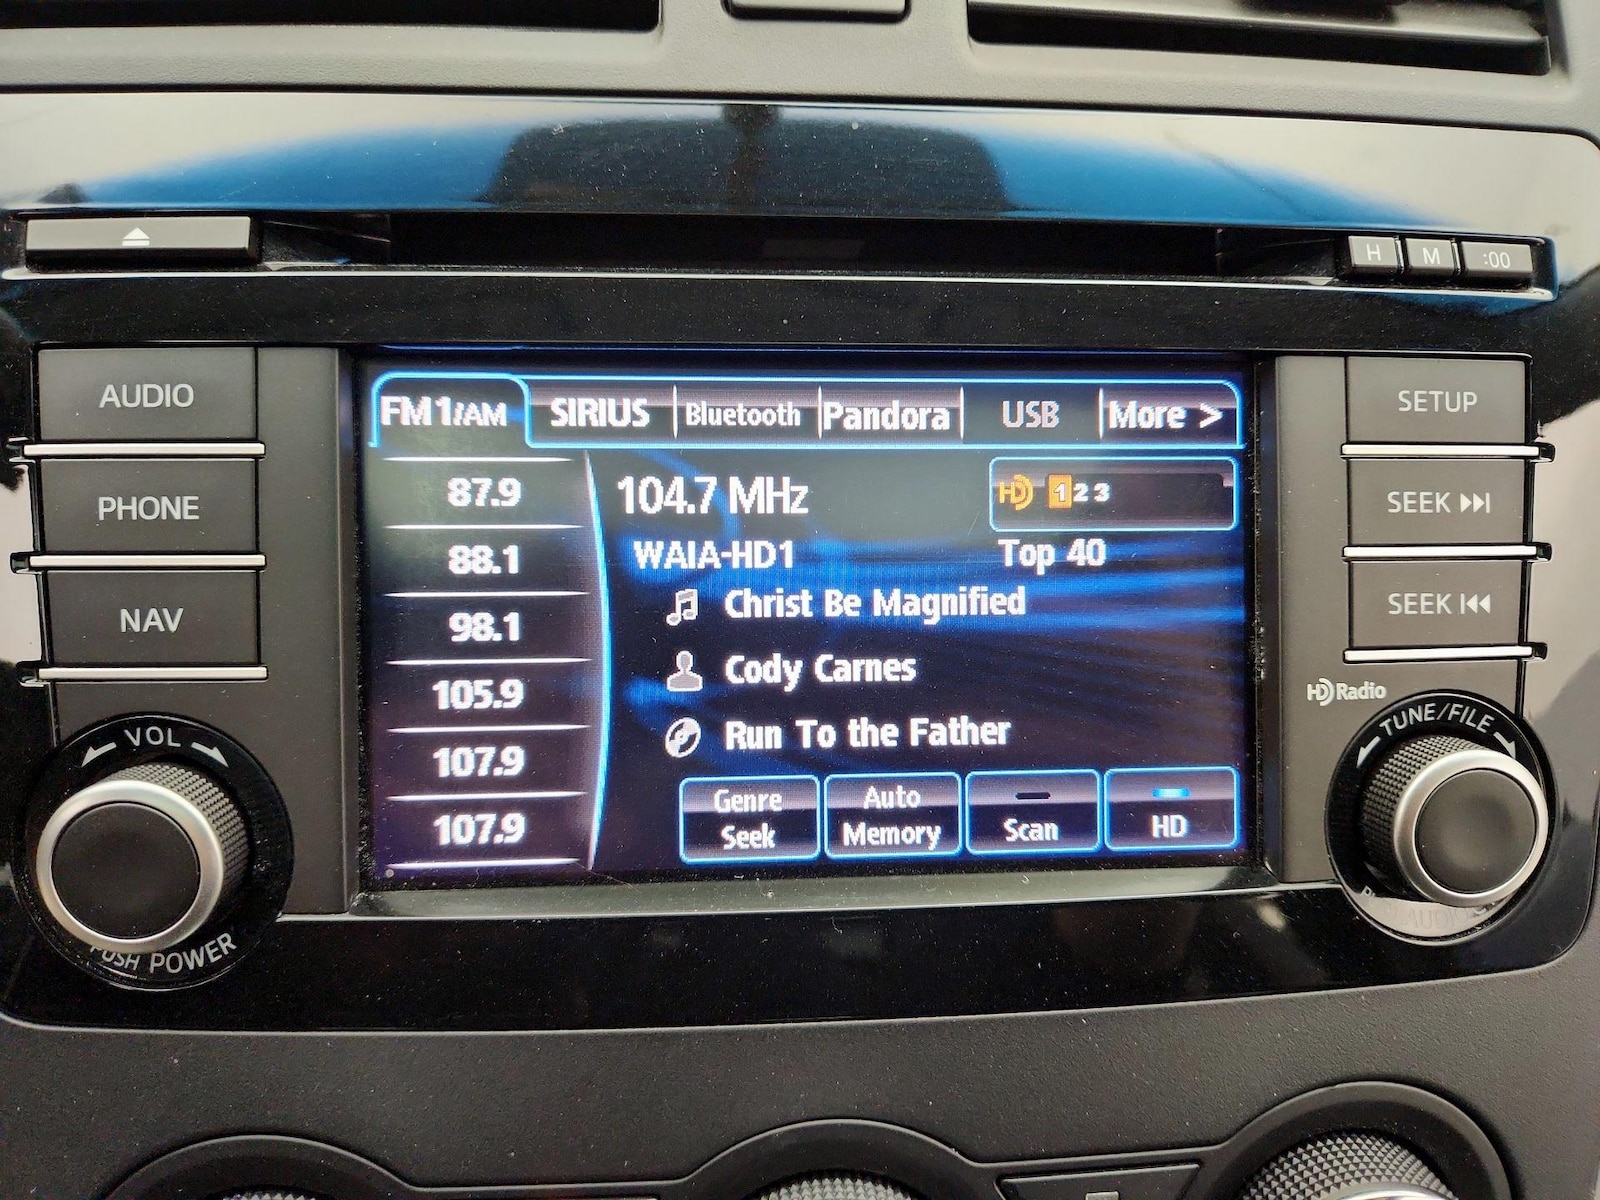 H M :00
AUDIO
PHONE
NAV
VOL
PUSH POWER
FM1/AM SIRIUS Bluetooth Pandora USB More >
87.9
88.1
98.1
105.9
107.9
107.9
104.7 MHz
HD 1 2 3
WAIA-HD1
Top 40
Christ Be Magnified
Cody Carnes
Run To the Father
Genre
Seek
Auto
Memory
Scan
HD
SETUP
SEEK
SEEK
HD Radio
TUNE/FILE
AUDIO